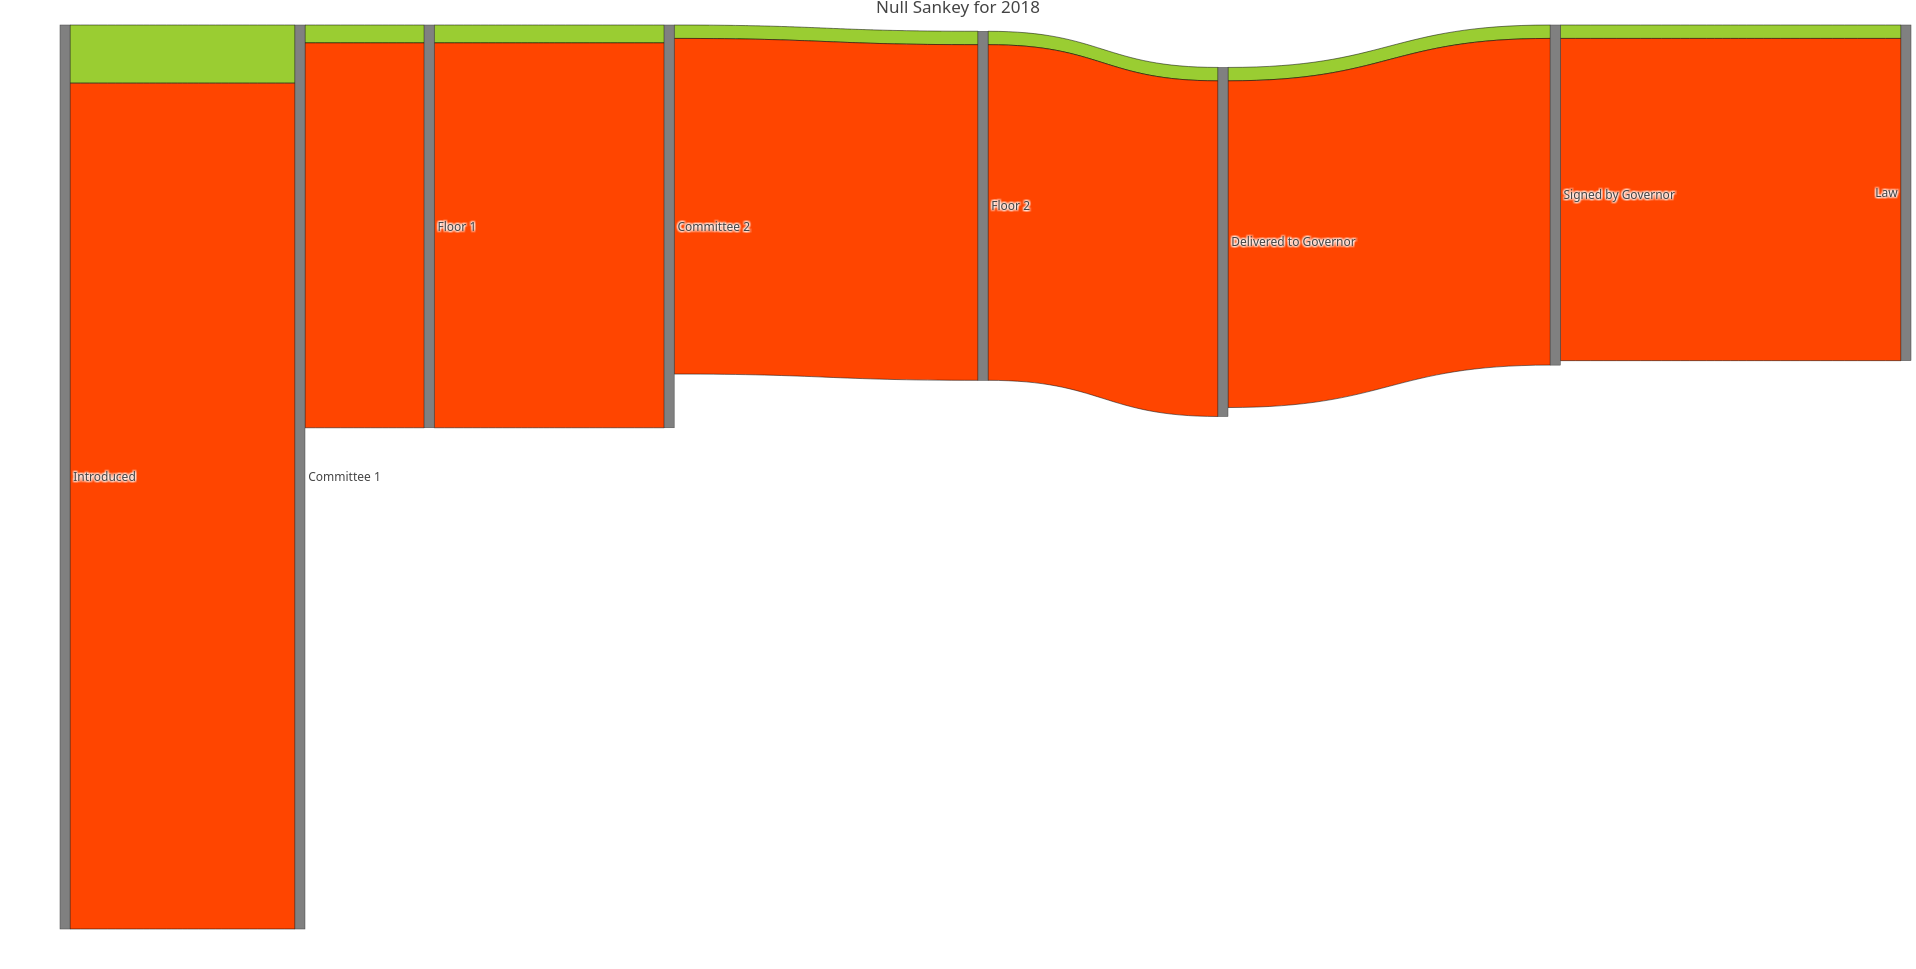 Null Sankey for 2018
Introduced
Committee 1
Floor 1
Committee 2
Floor 2
Delivered to Governor
Signed by Governor
Law